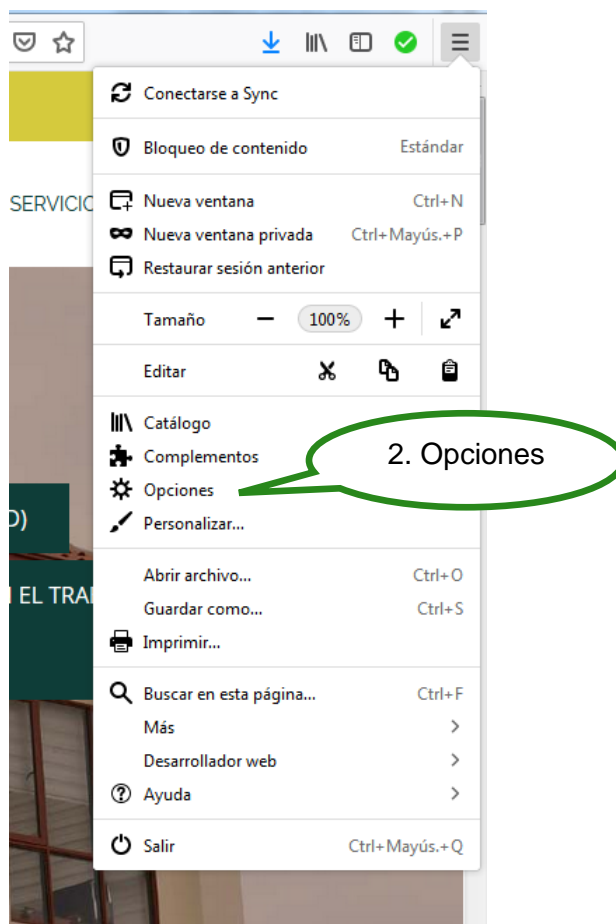 Conectarse a Sync
Bloqueo de contenido Estándar
SERVICIO
Nueva ventana Ctrl+N
Nueva ventana privada Ctrl+Mayús.+P
Restaurar sesión anterior
Tamaño 100%
Editar
Catálogo
Complementos
2. Opciones
Opciones
Personalizar...
O)
Abrir archivo... Ctrl+O
N EL TRA
Guardar como... Ctrl+S
Imprimir...
Buscar en esta página... Ctrl+F
Más
Desarrollador web
Ayuda
Salir Ctrl+Mayús.+Q